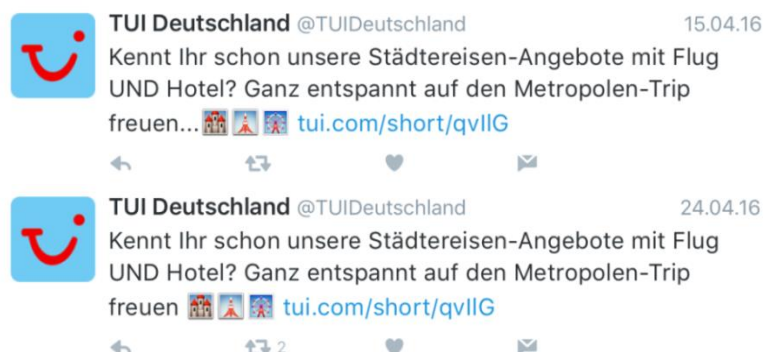 TUI Deutschland @TUIDeutschland 15.04.16
Kennt Ihr schon unsere Städtereisen-Angebote mit Flug
UND Hotel? Ganz entspannt auf den Metropolen-Trip
freuen...🏰🗼🎡 tui.com/short/qvIlG
TUI Deutschland @TUIDeutschland 24.04.16
Kennt Ihr schon unsere Städtereisen-Angebote mit Flug
UND Hotel? Ganz entspannt auf den Metropolen-Trip
freuen 🏰🗼🎡 tui.com/short/qvIlG
2